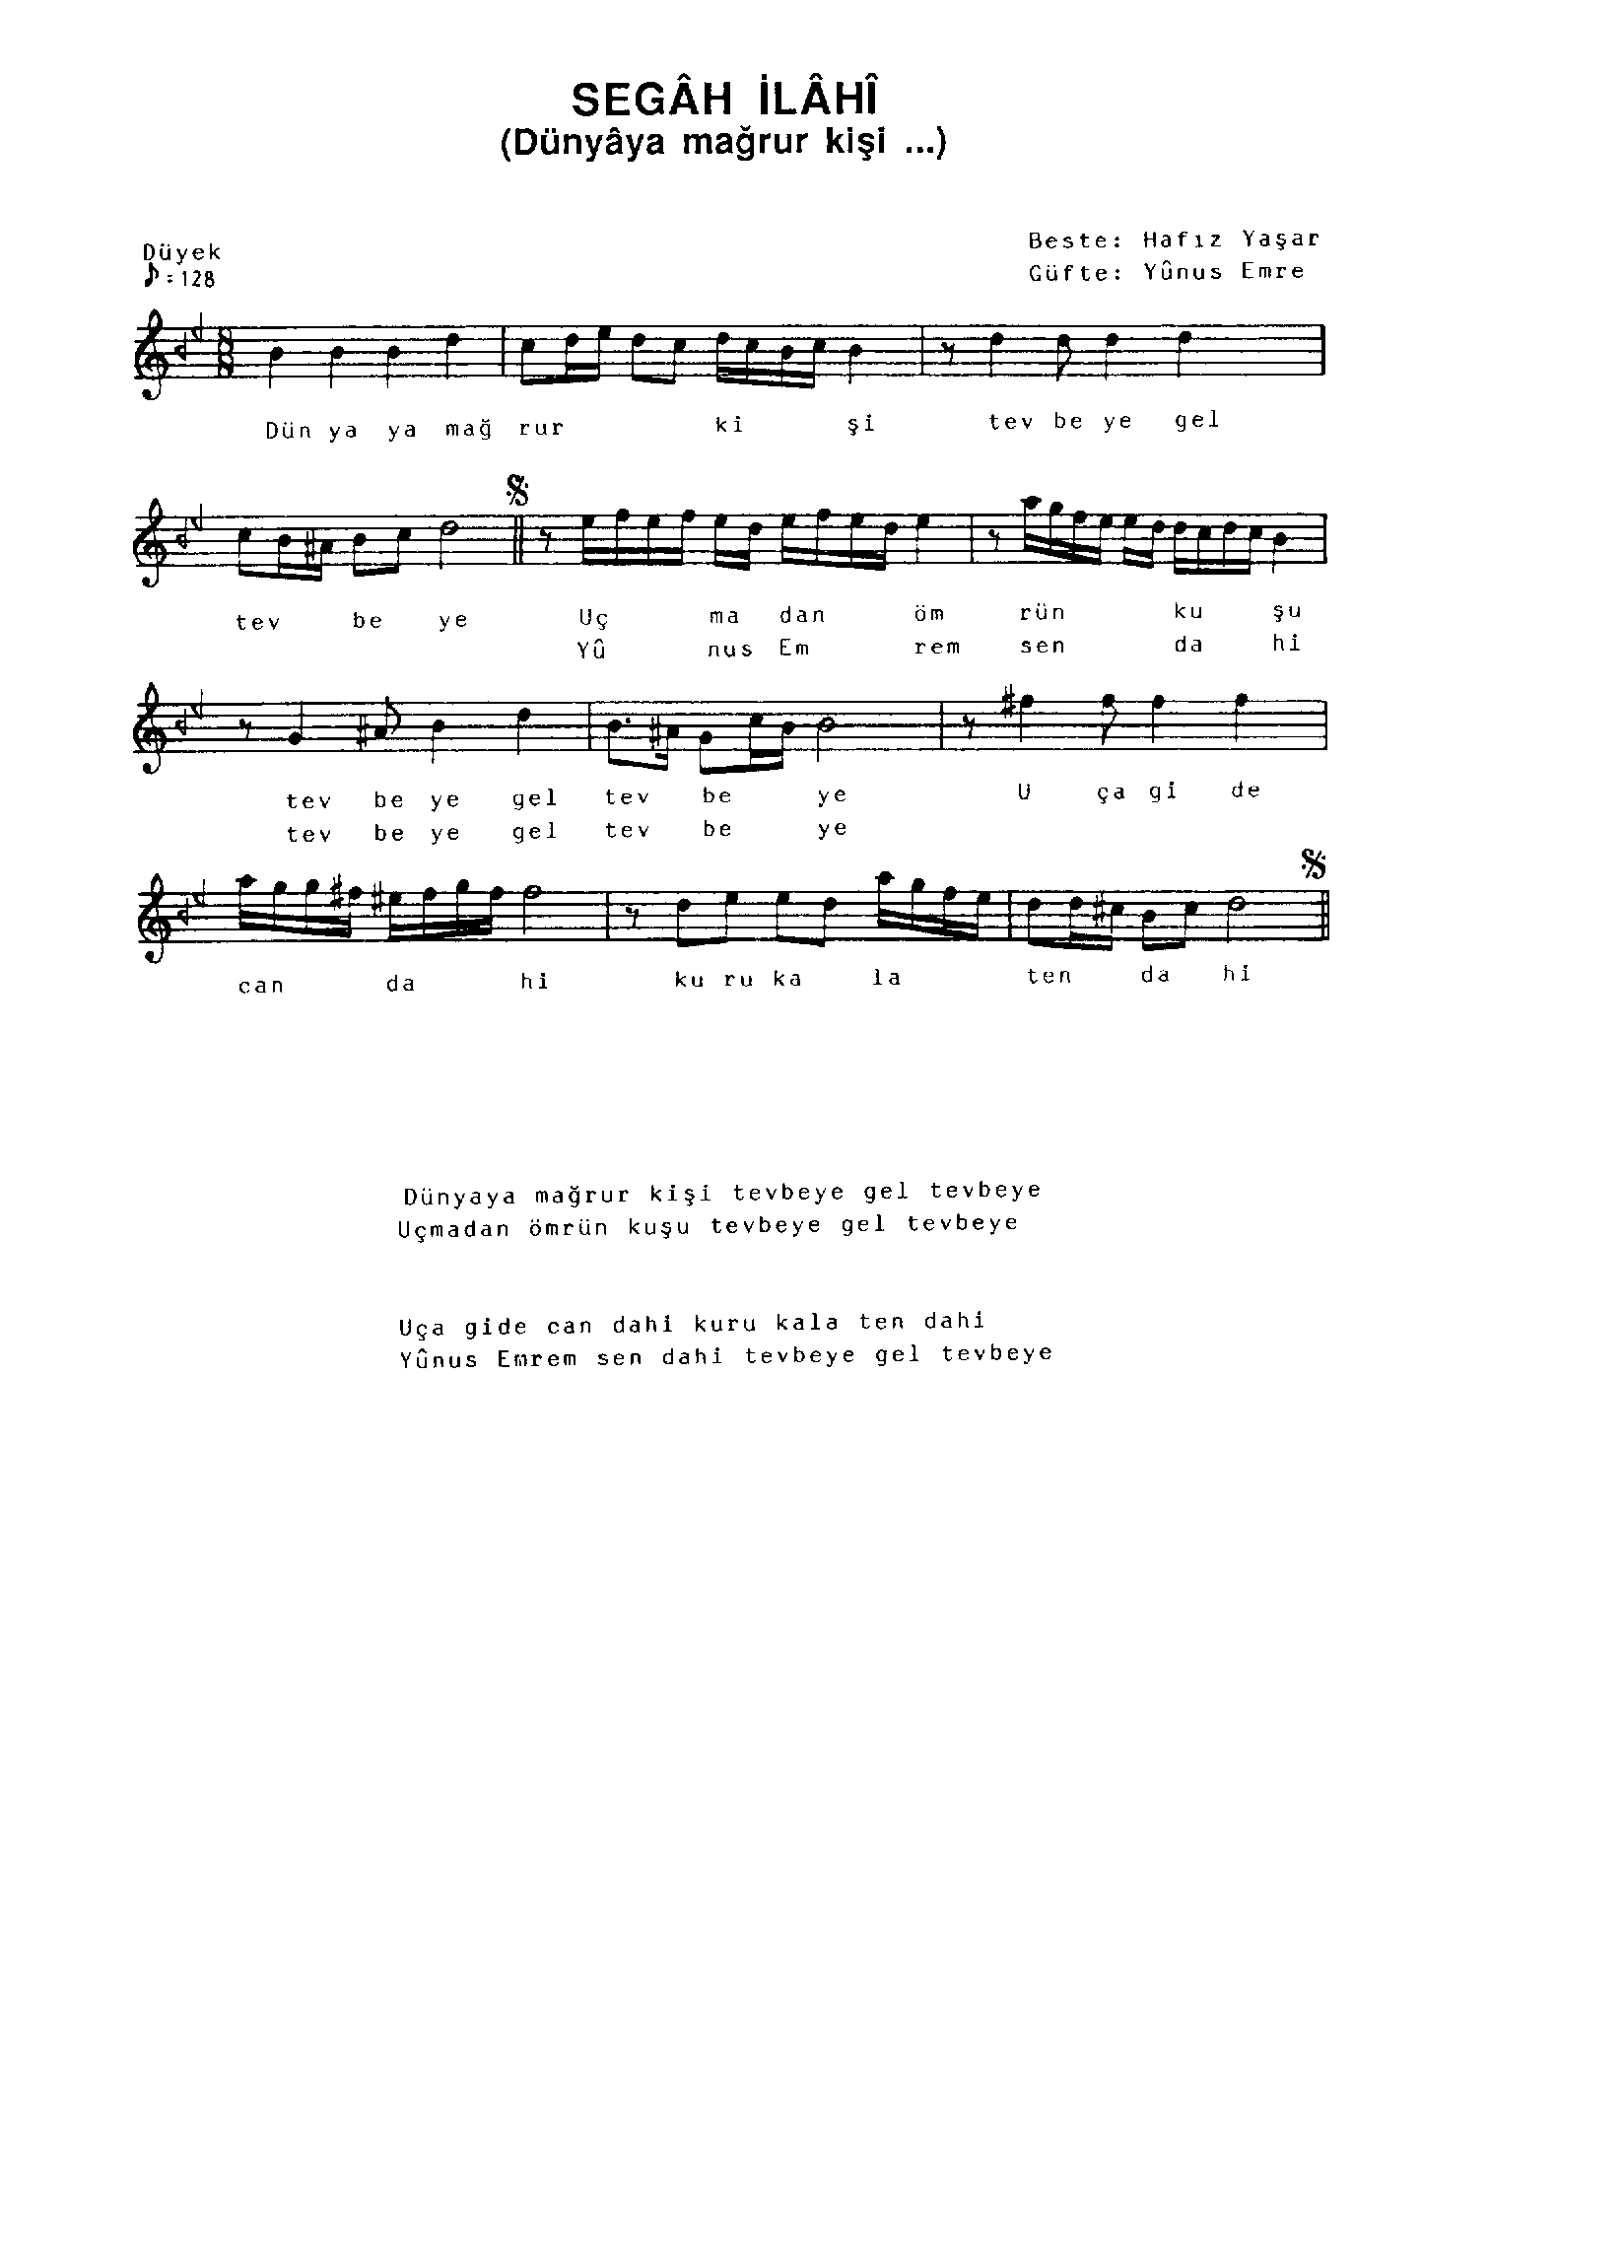 SEGÂH İLÂHÎ
(Dünyâya mağrur kişi ...)
Düyek
♪=128
Beste: Hafız Yaşar
Güfte: Yûnus Emre
8
8
Dün ya ya mağ rur ki şi tev be ye gel
tev be ye Uç ma dan öm rün ku şu
Yû nus Em rem sen da hi
tev be ye gel tev be ye U ça gi de
tev be ye gel tev be ye
can da hi ku ru ka la ten da hi
Dünyaya mağrur kişi tevbeye gel tevbeye
Uçmadan ömrün kuşu tevbeye gel tevbeye
Uça gide can dahi kuru kala ten dahi
Yûnus Emrem sen dahi tevbeye gel tevbeye